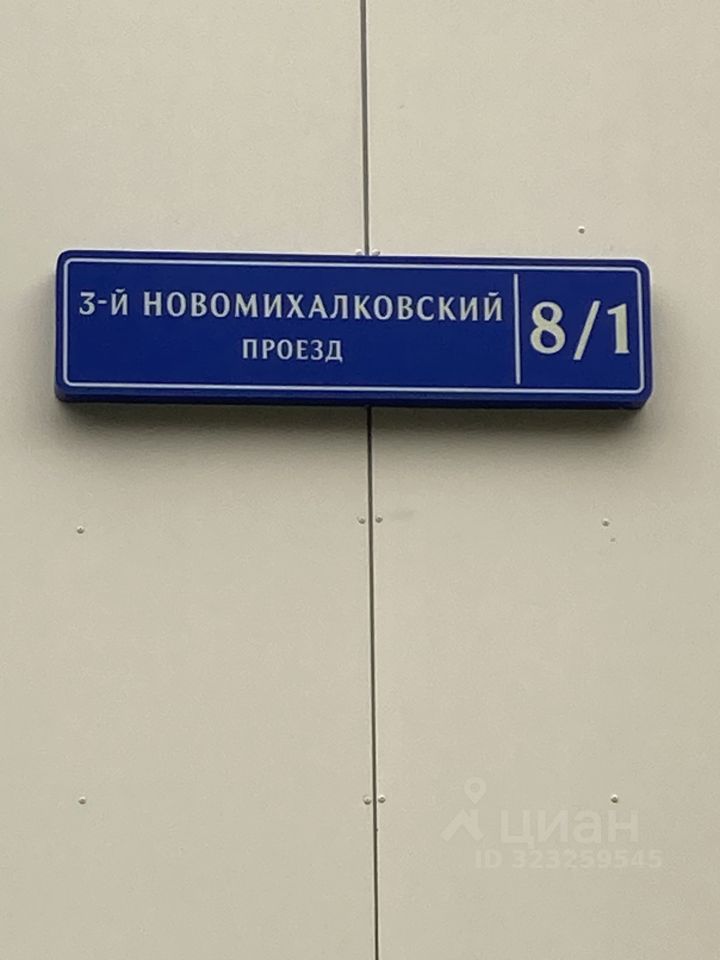 3-Й НОВОМИХАЛКОВСКИЙ
ПРОЕЗД
8/1
циан
ID 323259545